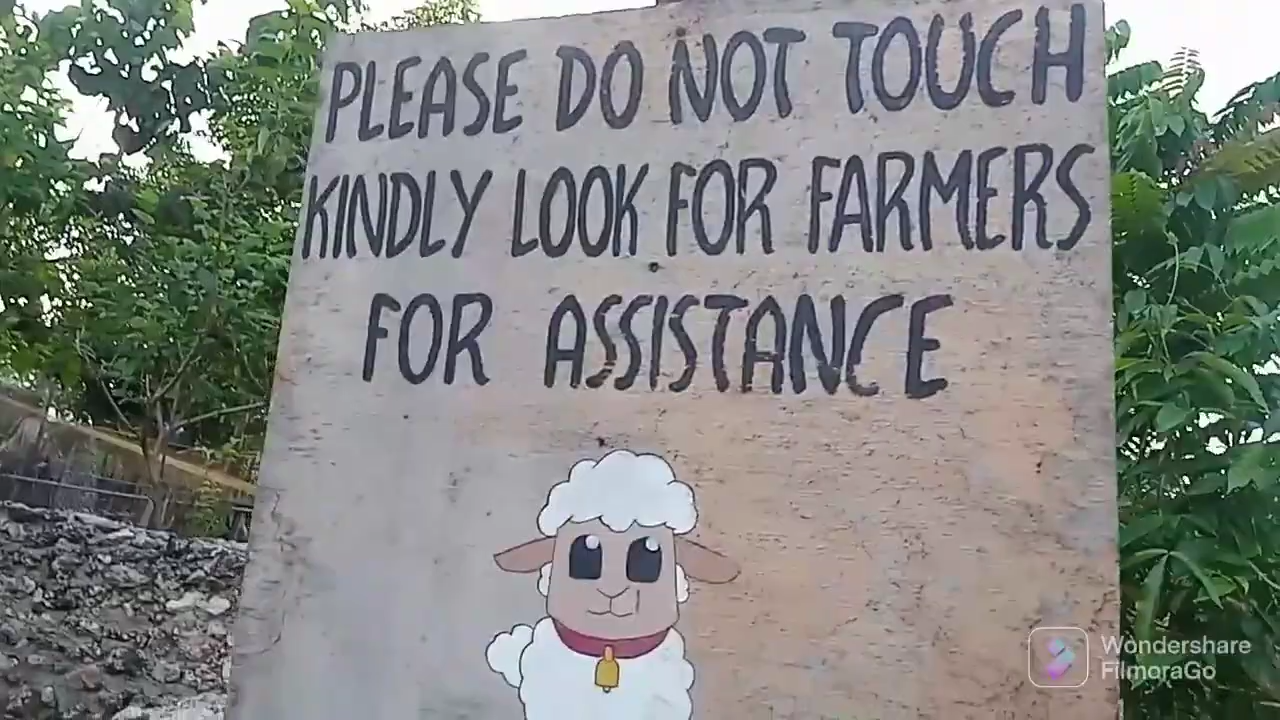 PLEASE DO NOT TOUCH
KINDLY LOOK FOR FARMERS
FOR ASSISTANCE
Wondershare
FilmoraGo